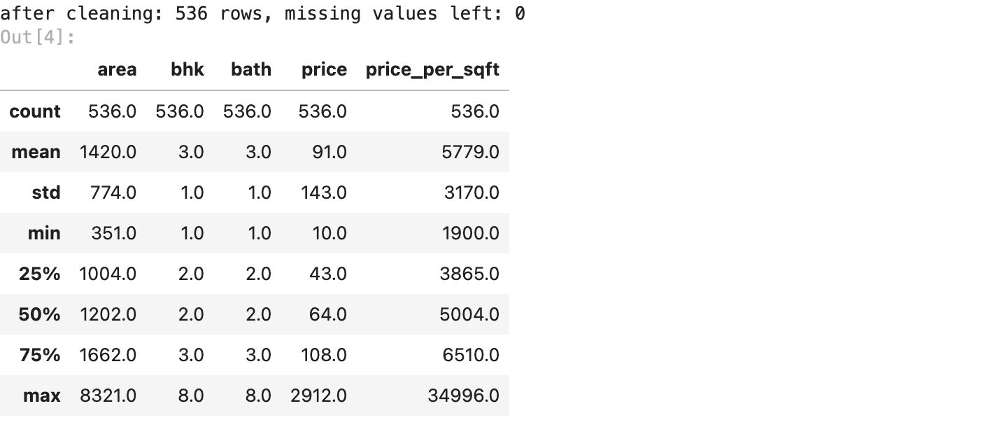 after cleaning: 536 rows, missing values left: 0
Out[4]:
area bhk bath price price_per_sqft
count 536.0 536.0 536.0 536.0 536.0
mean 1420.0 3.0 3.0 91.0 5779.0
std 774.0 1.0 1.0 143.0 3170.0
min 351.0 1.0 1.0 10.0 1900.0
25% 1004.0 2.0 2.0 43.0 3865.0
50% 1202.0 2.0 2.0 64.0 5004.0
75% 1662.0 3.0 3.0 108.0 6510.0
max 8321.0 8.0 8.0 2912.0 34996.0